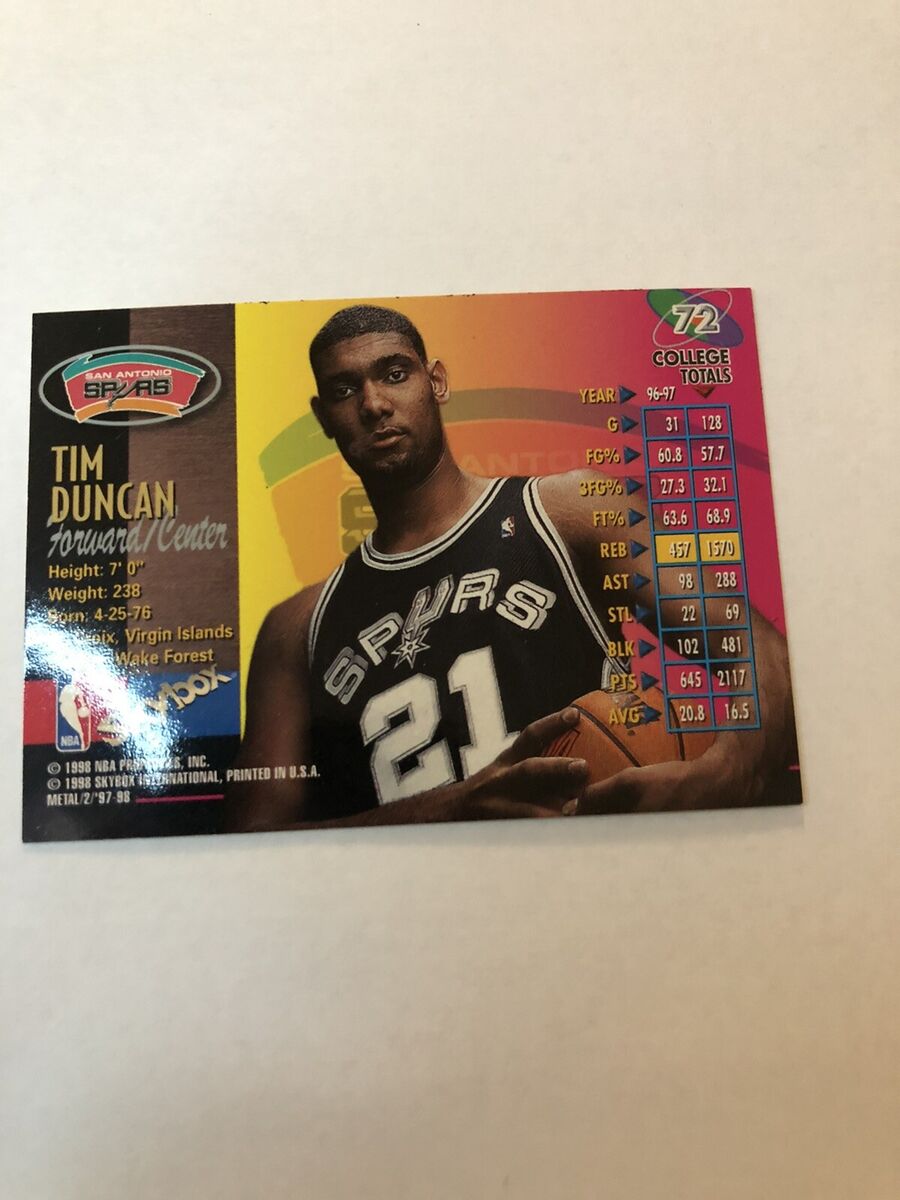 SAN ANTONIO
SPURS
TIM
DUNCAN
Forward/Center
Height: 7' 0"
Weight: 238
Born: 4-25-76
Virgin Islands
Wake Forest
NBA
© 1998 NBA INC.
© 1998 SKYBOX INTERNATIONAL, PRINTED IN U.S.A.
METAL/2/'97-98
SPURS
21
72
COLLEGE
TOTALS
YEAR 96-97
G 31 128
FG% 60.8 57.7
3FG% 27.3 32.1
FT% 63.6 68.9
REB 457 1570
AST 98 288
STL 22 69
BLK 102 481
PTS 645 2117
AVG 20.8 16.5